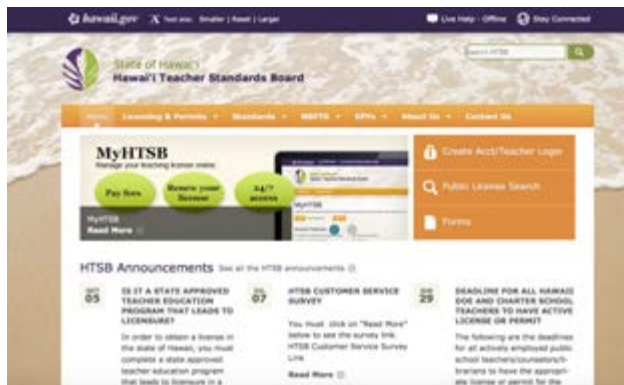 hawaii.gov Text size: Smaller | Reset | Larger Live Help - Offline Stay Connected
State of Hawai'i
Hawai'i Teacher Standards Board
Search HTSB
Home Licensing & Permits Standards NBPTS EPPs About Us Contact Us
MyHTSB
Manage your teaching license online
Pay fees
Renew your
license
24/7
access
MyHTSB
Read More
Create Acct/Teacher Login
Public License Search
Forms
HTSB Announcements See all the HTSB announcements
OCT
05
IS IT A STATE APPROVED
TEACHER EDUCATION
PROGRAM THAT LEADS TO
LICENSURE?
In order to obtain a license in
the state of Hawaii, you must
complete a state approved
teacher education program
that leads to licensure in a
JUL
07
HTSB CUSTOMER SERVICE
SURVEY
You must click on "Read More"
below to see the survey link.
HTSB Customer Service Survey
Link
Read More
29
DEADLINE FOR ALL HAWAII
DOE AND CHARTER SCHOOL
TEACHERS TO HAVE ACTIVE
LICENSE OR PERMIT
The following are the deadlines
for all actively employed public
school teachers/counselors/li-
brarians to have the appropri-
ate license or permit for the